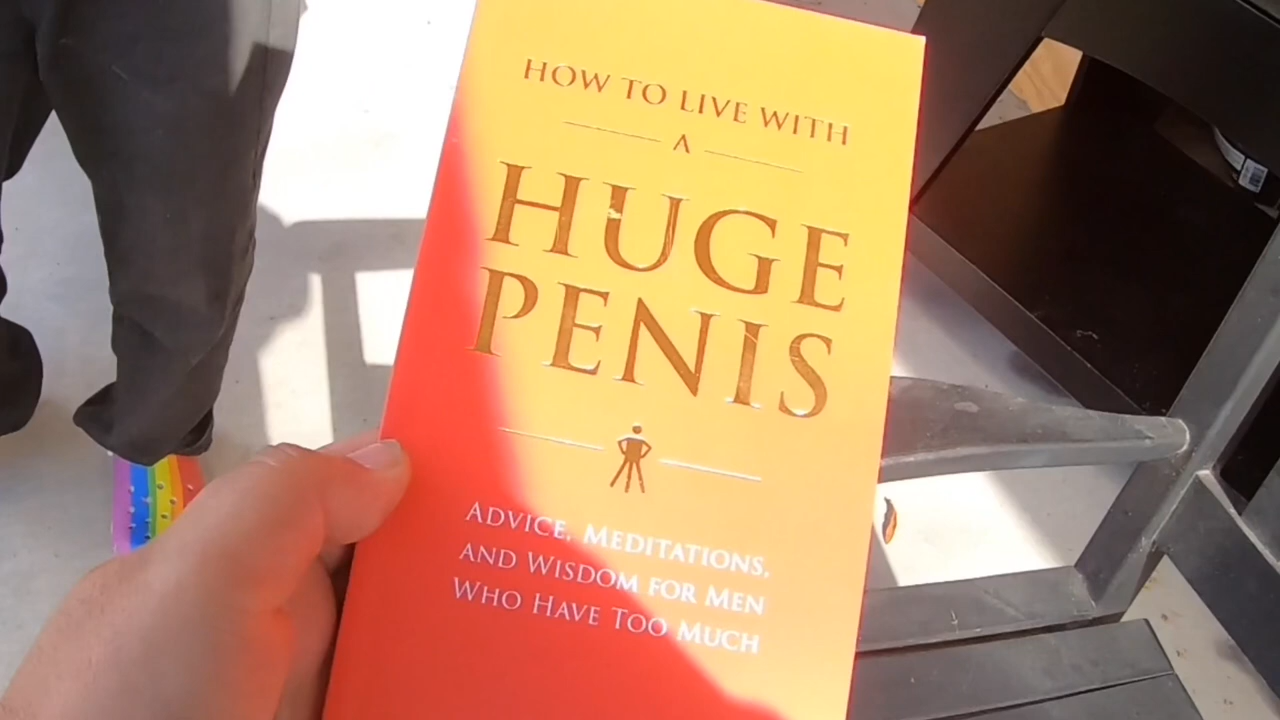 HOW TO LIVE WITH
A
HUGE
PENIS
ADVICE, MEDITATIONS,
AND WISDOM FOR MEN
WHO HAVE TOO MUCH